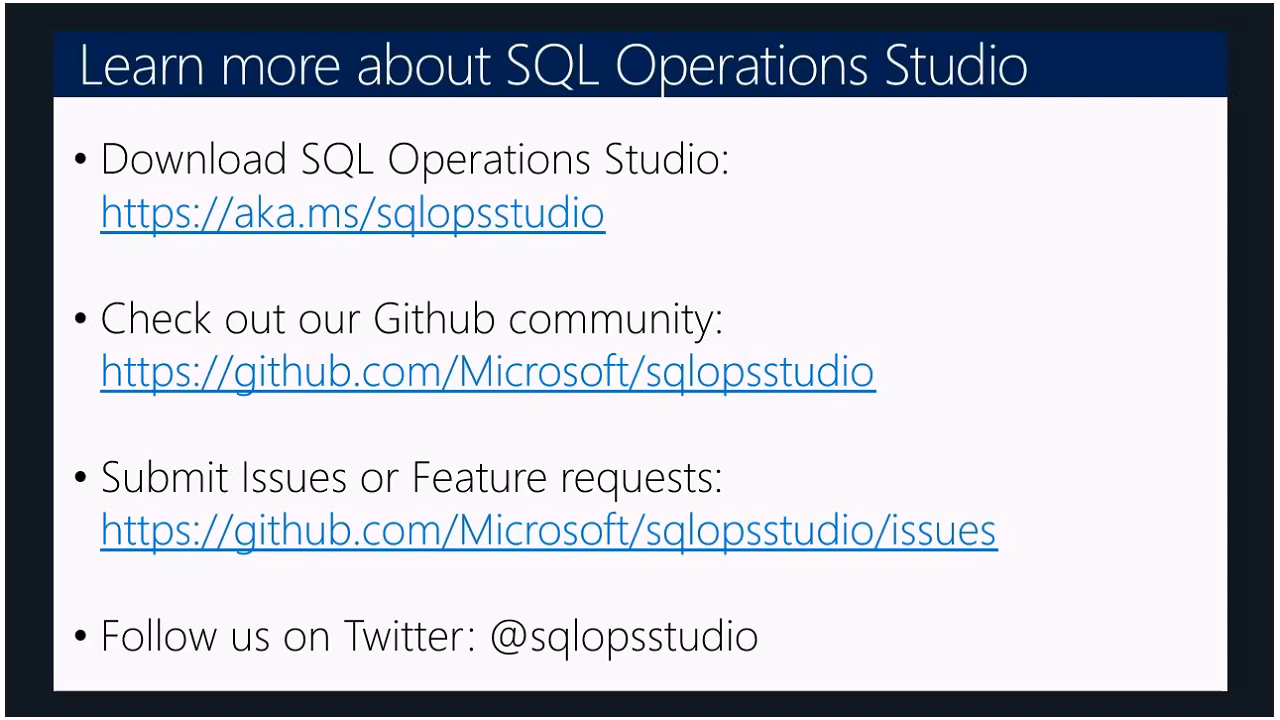 Learn more about SQL Operations Studio
• Download SQL Operations Studio:
https://aka.ms/sqlopsstudio
• Check out our Github community:
https://github.com/Microsoft/sqlopsstudio
• Submit Issues or Feature requests:
https://github.com/Microsoft/sqlopsstudio/issues
• Follow us on Twitter: @sqlopsstudio